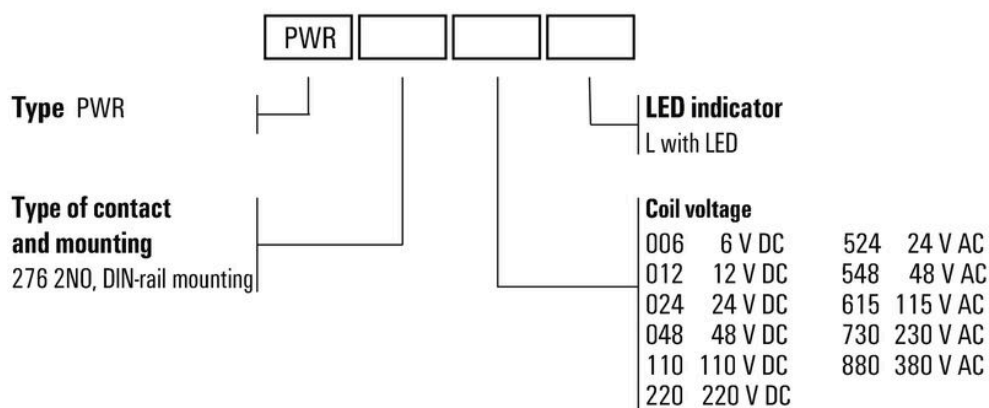 PWR
Type PWR
LED indicator
L with LED
Type of contact
and mounting
276 2NO, DIN-rail mounting
Coil voltage
006 6 V DC 524 24 V AC
012 12 V DC 548 48 V AC
024 24 V DC 615 115 V AC
048 48 V DC 730 230 V AC
110 110 V DC 880 380 V AC
220 220 V DC